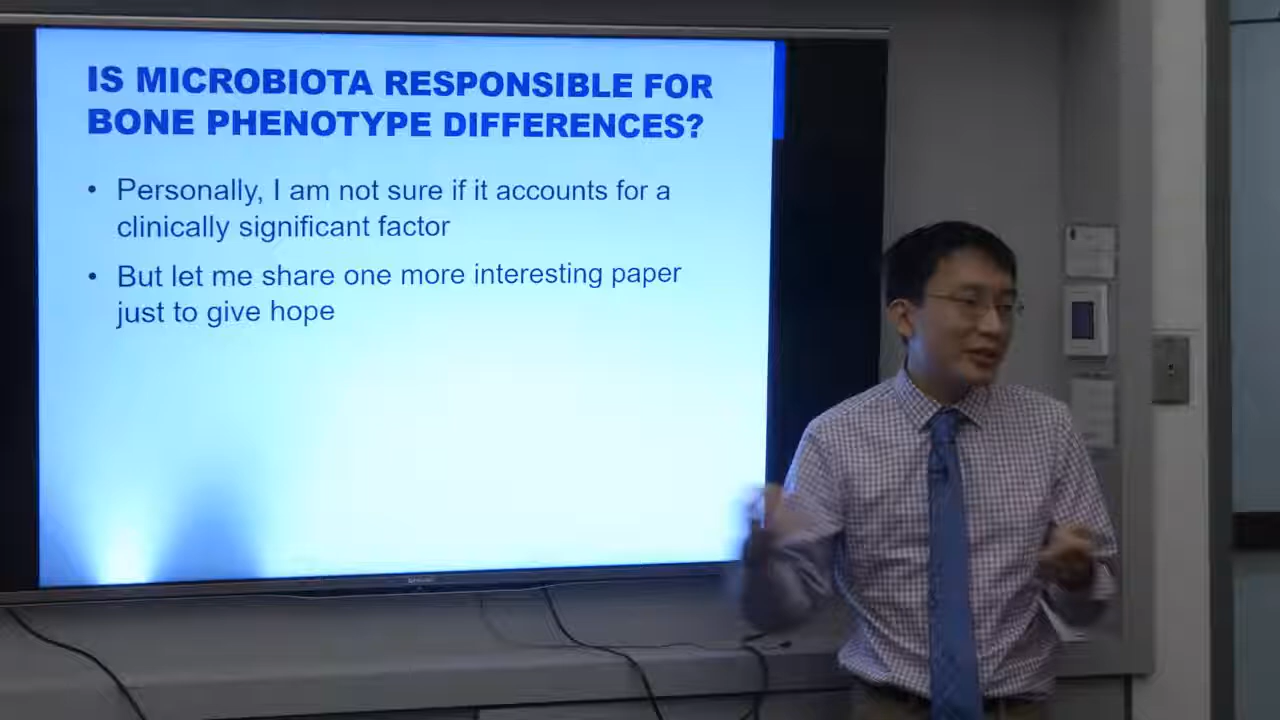 IS MICROBIOTA RESPONSIBLE FOR
BONE PHENOTYPE DIFFERENCES?
• Personally, I am not sure if it accounts for a
clinically significant factor
• But let me share one more interesting paper
just to give hope